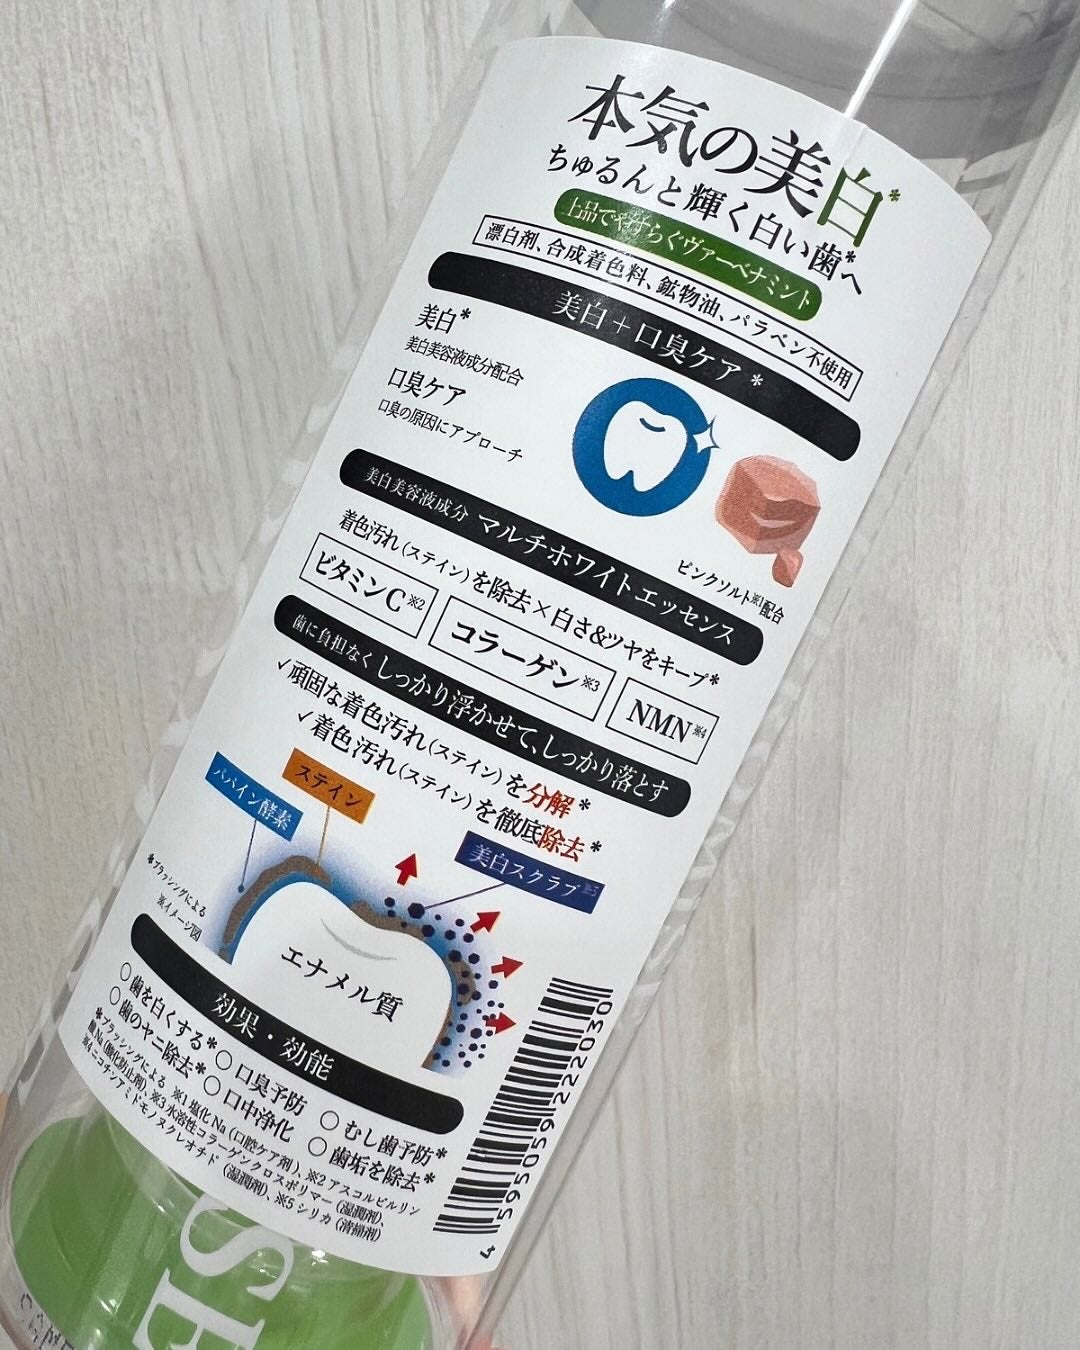 本気の美白*
ちゅるんと輝く白い歯*へ
上品でやすらぐヴァーベナミント
漂白剤、合成着色料、鉱物油、パラベン不使用
美白＋口臭ケア*
美白*
美白美容液成分配合
口臭ケア
口臭の原因にアプローチ
ピンクソルト※1配合
美白美容液成分 マルチホワイトエッセンス
着色汚れ（ステイン）を除去×白さ&ツヤをキープ*
ビタミンC※2
コラーゲン※3
NMN※4
歯に負担なく しっかり浮かせて、しっかり落とす
✓頑固な着色汚れ（ステイン）を分解*
✓着色汚れ（ステイン）を徹底除去*
パパイン酵素
ステイン
美白スクラブ※5
エナメル質
*ブラッシングによる
※イメージ図
効果・効能
○歯を白くする* ○口臭予防 ○むし歯予防*
○歯のヤニ除去* ○口中浄化 ○歯垢を除去*
*ブラッシングによる ※1 塩化Na（口腔ケア剤）、※2 アスコルビルリン
酸Na（酸化防止剤）、※3 水溶性コラーゲンクロスポリマー（湿潤剤）、
※4 ニコチンアミドモノヌクレオチド（湿潤剤）、※5 シリカ（清掃剤）
4 595059 222030
SE